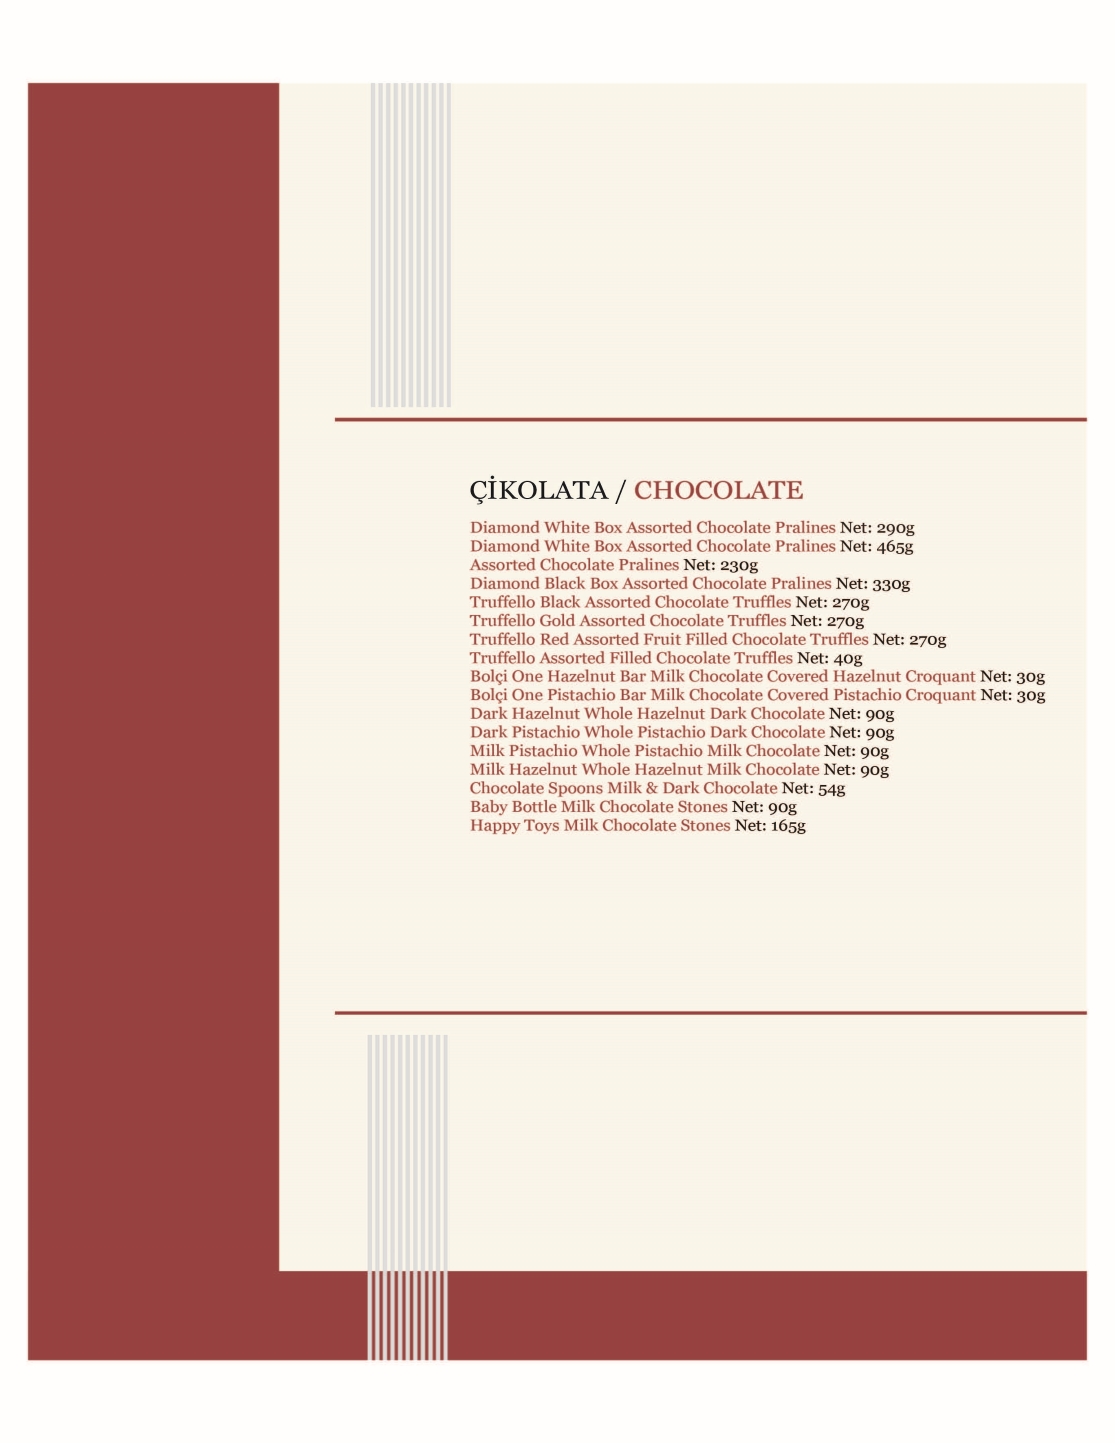 ÇİKOLATA / CHOCOLATE
Diamond White Box Assorted Chocolate Pralines Net: 290g
Diamond White Box Assorted Chocolate Pralines Net: 465g
Assorted Chocolate Pralines Net: 230g
Diamond Black Box Assorted Chocolate Pralines Net: 330g
Truffello Black Assorted Chocolate Truffles Net: 270g
Truffello Gold Assorted Chocolate Truffles Net: 270g
Truffello Red Assorted Fruit Filled Chocolate Truffles Net: 270g
Truffello Assorted Filled Chocolate Truffles Net: 40g
Bolçi One Hazelnut Bar Milk Chocolate Covered Hazelnut Croquant Net: 30g
Bolçi One Pistachio Bar Milk Chocolate Covered Pistachio Croquant Net: 30g
Dark Hazelnut Whole Hazelnut Dark Chocolate Net: 90g
Dark Pistachio Whole Pistachio Dark Chocolate Net: 90g
Milk Pistachio Whole Pistachio Milk Chocolate Net: 90g
Milk Hazelnut Whole Hazelnut Milk Chocolate Net: 90g
Chocolate Spoons Milk & Dark Chocolate Net: 54g
Baby Bottle Milk Chocolate Stones Net: 90g
Happy Toys Milk Chocolate Stones Net: 165g